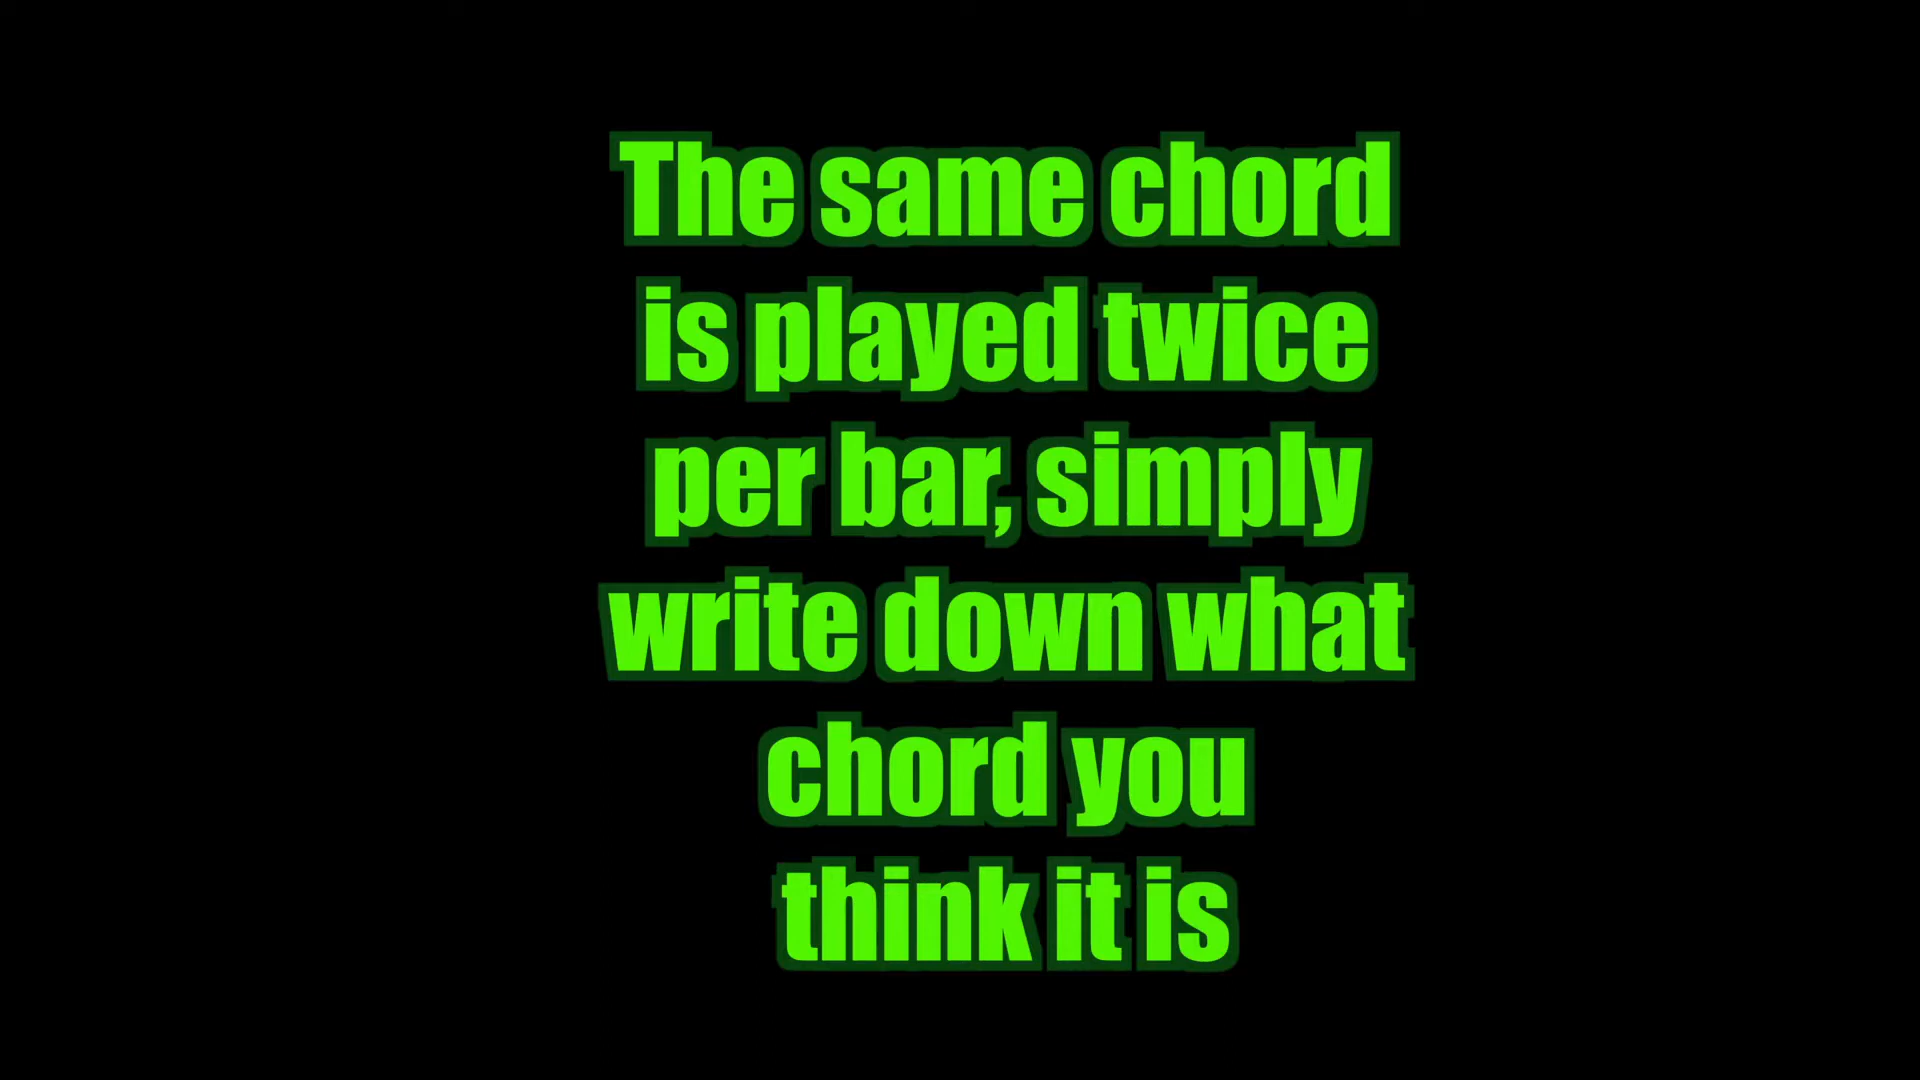 The same chord
is played twice
per bar, simply
write down what
chord you
think it is